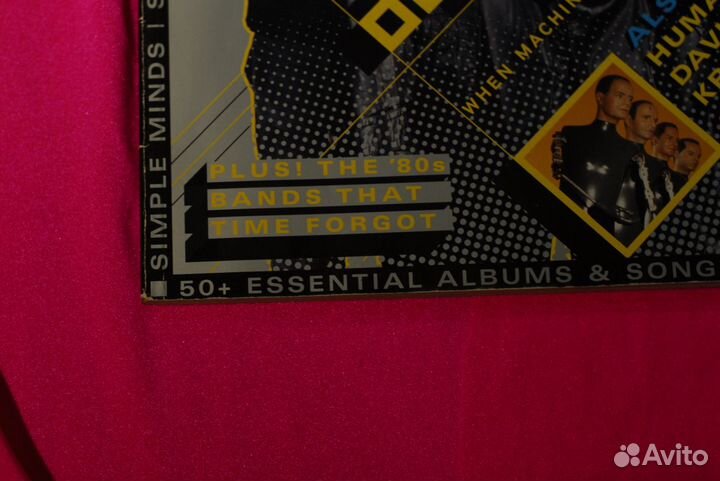 SIMPLE MINDS | S
WHEN MACHIN
ALS
HUMA
DAV
KR
PLUS! THE '80s
BANDS THAT
TIME FORGOT
50+ ESSENTIAL ALBUMS & SONG
Avito